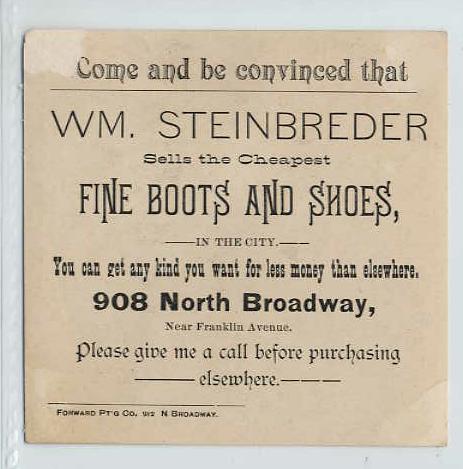 Come and be convinced that
WM. STEINBREDER
Sells the Cheapest
FINE BOOTS AND SHOES,
——IN THE CITY.——
You can get any kind you want for less money than elsewhere.
908 North Broadway,
Near Franklin Avenue.
Please give me a call before purchasing
——— elsewhere.———
FORWARD PT'G CO. 912 N BROADWAY.